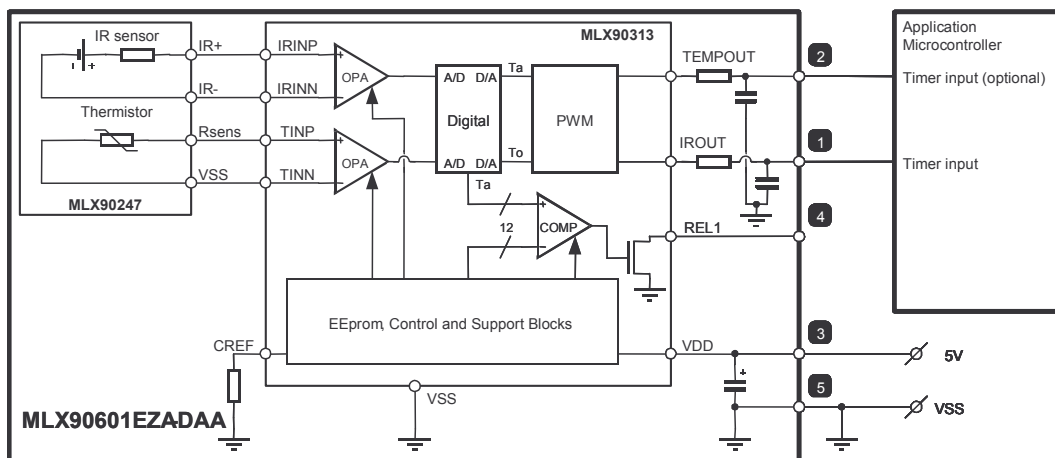 IR sensor
IR+
IRINP
MLX90313
Application
Microcontroller
TEMPOUT
2
OPA
A/D D/A
Ta
Timer input (optional)
- +
IR-
IRINN
Thermistor
Digital
PWM
Rsens
TINP
IROUT
1
OPA
A/D D/A
To
Timer input
VSS
TINN
Ta
MLX90247
12
COMP
REL1
4
EEprom, Control and Support Blocks
CREF
VDD
3
5V
+
5
VSS
VSS
MLX90601EZA-DAA